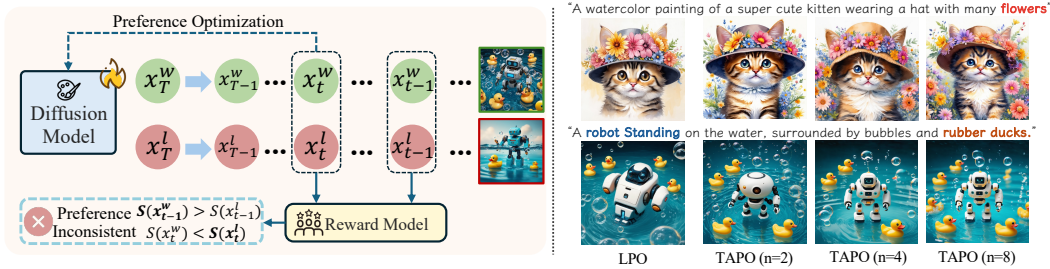 Preference Optimization
Diffusion
Model
x_T^w x_{T-1}^w ••• x_t^w ••• x_{t-1}^w •••
x_T^l x_{T-1}^l ••• x_t^l ••• x_{t-1}^l •••
Preference S(x_{t-1}^w) > S(x_{t-1}^l)
Inconsistent S(x_t^w) < S(x_t^l)
Reward Model
"A watercolor painting of a super cute kitten wearing a hat with many flowers"
"A robot Standing on the water, surrounded by bubbles and rubber ducks.”
LPO TAPO (n=2) TAPO (n=4) TAPO (n=8)